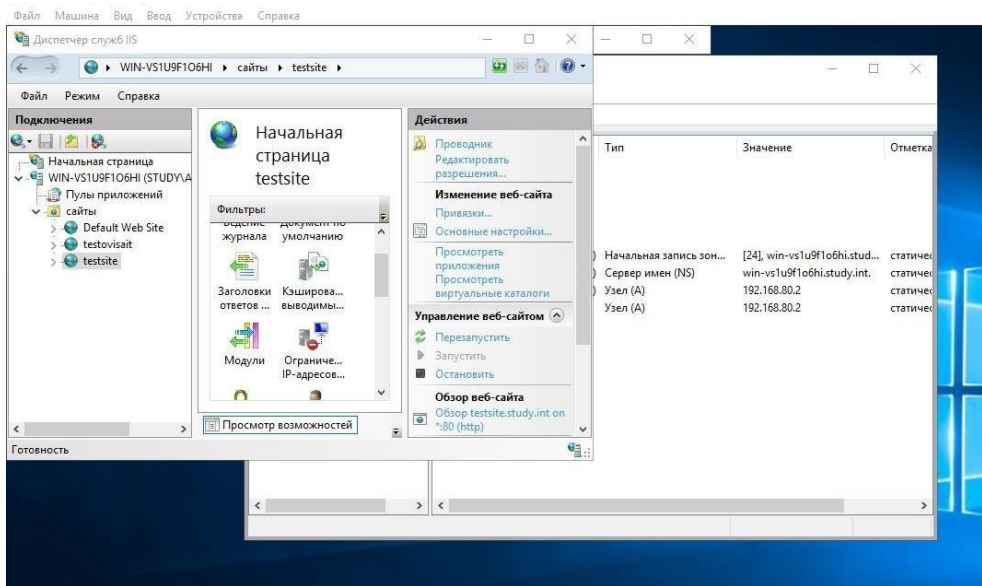 Файл Машина Вид Ввод Устройства Справка
Диспетчер служб IIS
WIN-VS1U9F1O6HI сайты testsite
Файл Режим Справка
Подключения
Начальная страница
WIN-VS1U9F1O6HI (STUDY\A
Пулы приложений
сайты
Default Web Site
testovisait
testsite
Начальная
страница
testsite
Фильтры:
Ведение Документ по
журнала умолчанию
Заголовки Кэширова...
ответов ... выводимы...
Модули Ограниче...
IP-адресов...
Просмотр возможностей
Действия
Проводник
Редактировать
разрешения...
Изменение веб-сайта
Привязки...
Основные настройки...
Просмотреть
приложения
Просмотреть
виртуальные каталоги
Управление веб-сайтом
Перезапустить
Запустить
Остановить
Обзор веб-сайта
Обзор testsite.study.int on
*:80 (http)
Готовность
Тип Значение Отметка
) Начальная запись зон... [24], win-vs1u9f1o6hi.stud... статичес
) Сервер имен (NS) win-vs1u9f1o6hi.study.int. статичес
) Узел (A) 192.168.80.2 статичес
Узел (A) 192.168.80.2 статичес